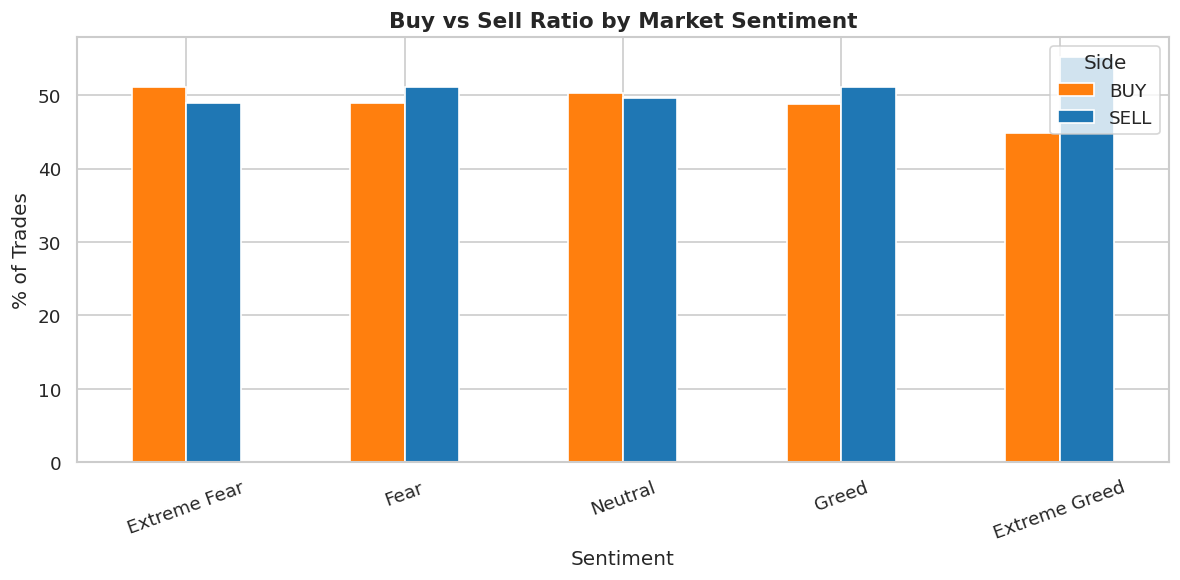 Buy vs Sell Ratio by Market Sentiment
Side
BUY
SELL
% of Trades
50
40
30
20
10
0
Extreme Fear
Fear
Neutral
Greed
Extreme Greed
Sentiment